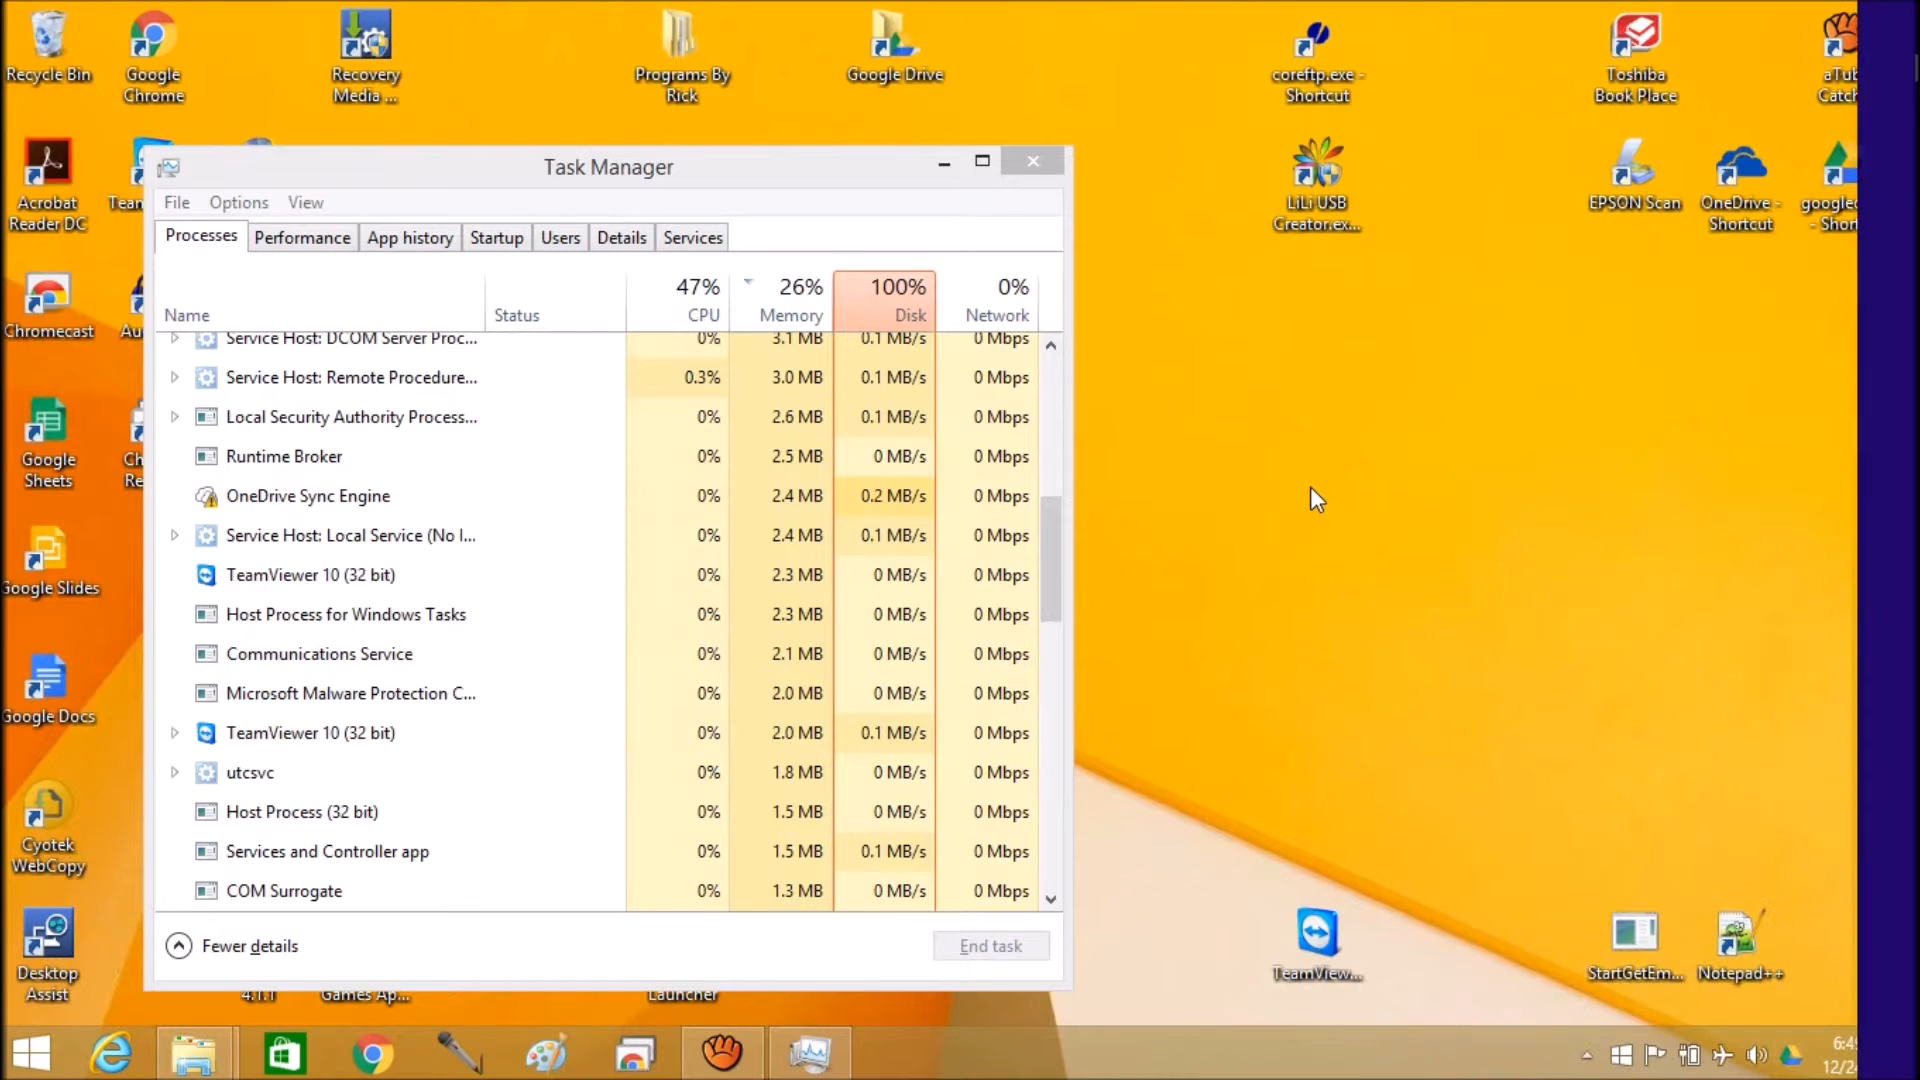 Recycle Bin
Google
Chrome
Recovery
Media ...
Programs By
Rick
Google Drive
coreftp.exe -
Shortcut
Toshiba
Book Place
aTub
Catch
Acrobat
Reader DC
Team
LiLi USB
Creator.ex...
EPSON Scan
OneDrive -
Shortcut
Chromecast
Google
Sheets
Google Slides
Google Docs
Cyotek
WebCopy
Desktop
Assist
Task Manager
File Options View
Processes Performance App history Startup Users Details Services
47% 26% 100% 0%
Name Status CPU Memory Disk Network
Service Host: DCOM Server Proc... 0% 3.1 MB 0.1 MB/s 0 Mbps
Service Host: Remote Procedure... 0.3% 3.0 MB 0.1 MB/s 0 Mbps
Local Security Authority Process... 0% 2.6 MB 0.1 MB/s 0 Mbps
Runtime Broker 0% 2.5 MB 0 MB/s 0 Mbps
OneDrive Sync Engine 0% 2.4 MB 0.2 MB/s 0 Mbps
Service Host: Local Service (No I... 0% 2.4 MB 0.1 MB/s 0 Mbps
TeamViewer 10 (32 bit) 0% 2.3 MB 0 MB/s 0 Mbps
Host Process for Windows Tasks 0% 2.3 MB 0 MB/s 0 Mbps
Communications Service 0% 2.1 MB 0 MB/s 0 Mbps
Microsoft Malware Protection C... 0% 2.0 MB 0 MB/s 0 Mbps
TeamViewer 10 (32 bit) 0% 2.0 MB 0.1 MB/s 0 Mbps
utcsvc 0% 1.8 MB 0 MB/s 0 Mbps
Host Process (32 bit) 0% 1.5 MB 0 MB/s 0 Mbps
Services and Controller app 0% 1.5 MB 0.1 MB/s 0 Mbps
COM Surrogate 0% 1.3 MB 0 MB/s 0 Mbps
Fewer details End task
4.1.1
Games Ap...
Launcher
TeamView...
StartGetEm...
Notepad++